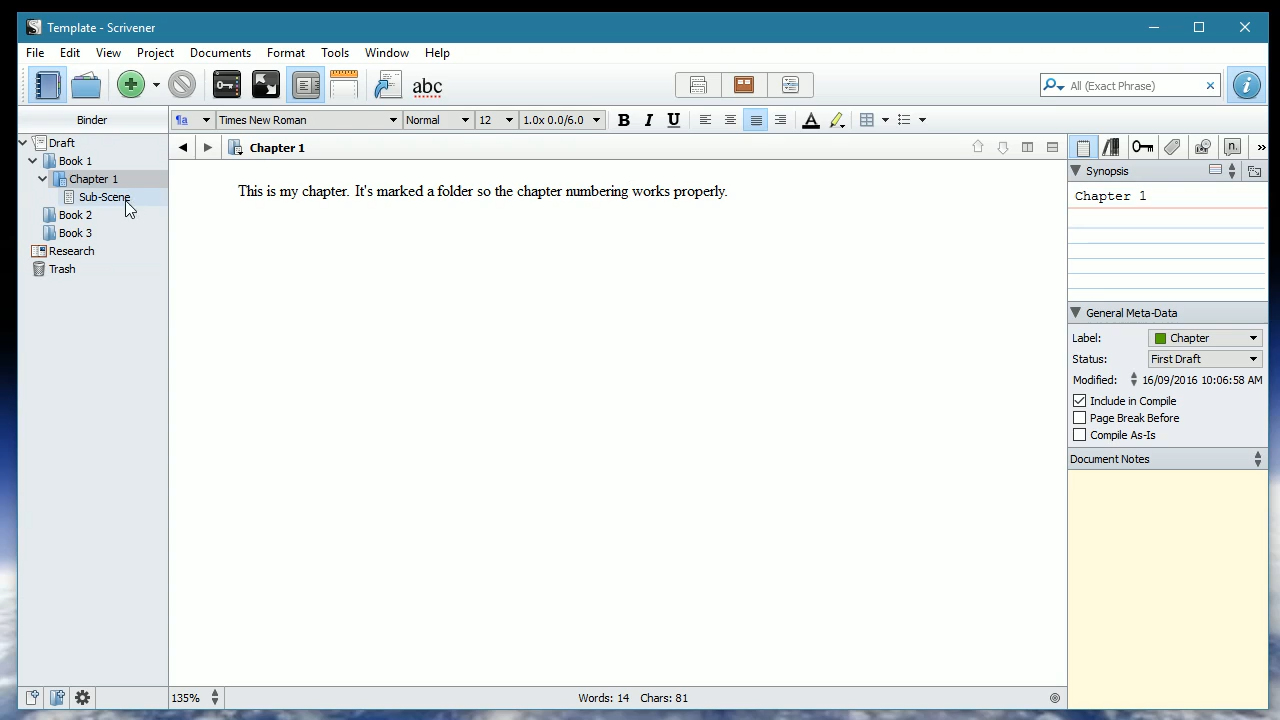 Template - Scrivener
File Edit View Project Documents Format Tools Window Help
abc
All (Exact Phrase)
Binder
¶a Times New Roman Normal 12 1.0x 0.0/6.0 B I U A
Draft
Book 1
Chapter 1
Sub-Scene
Book 2
Book 3
Research
Trash
Chapter 1
This is my chapter. It's marked a folder so the chapter numbering works properly.
n. »
Synopsis
Chapter 1
General Meta-Data
Label: Chapter
Status: First Draft
Modified: 16/09/2016 10:06:58 AM
Include in Compile
Page Break Before
Compile As-Is
Document Notes
135% Words: 14 Chars: 81